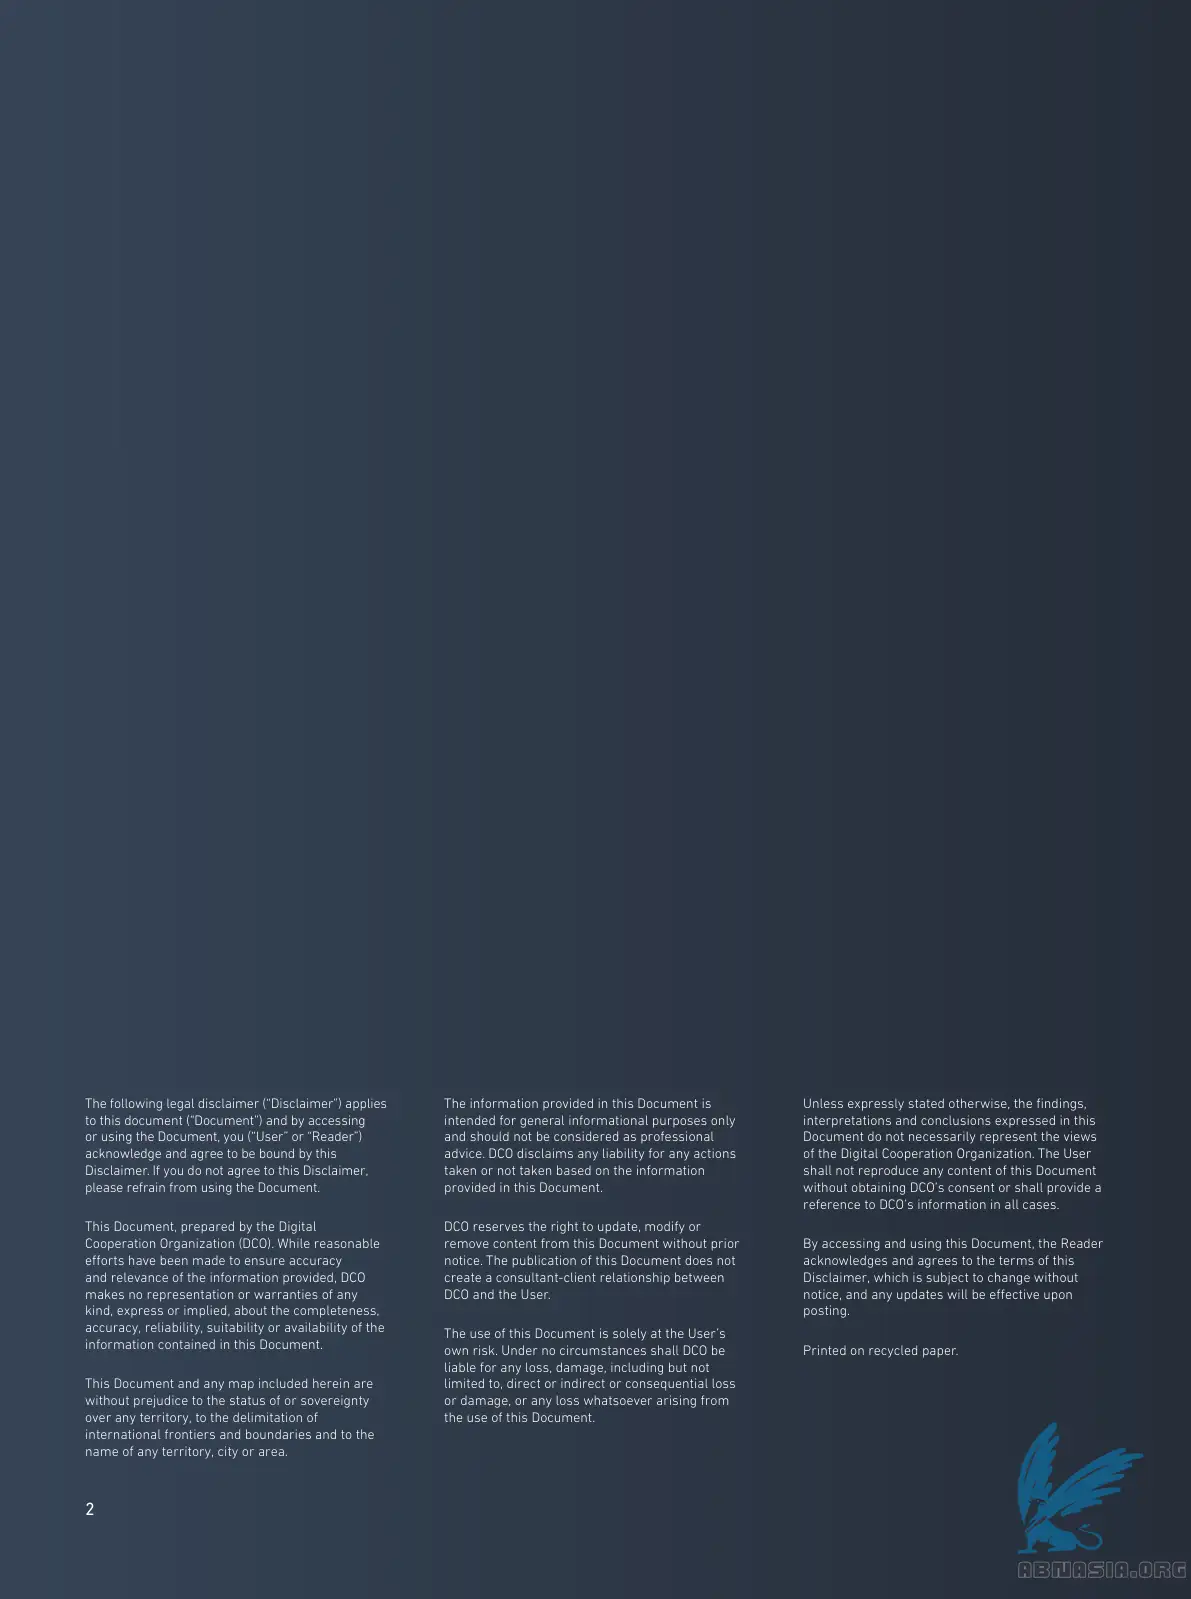 The following legal disclaimer (“Disclaimer”) applies
to this document (“Document”) and by accessing
or using the Document, you (“User” or “Reader”)
acknowledge and agree to be bound by this
Disclaimer. If you do not agree to this Disclaimer,
please refrain from using the Document.
This Document, prepared by the Digital
Cooperation Organization (DCO). While reasonable
efforts have been made to ensure accuracy
and relevance of the information provided, DCO
makes no representation or warranties of any
kind, express or implied, about the completeness,
accuracy, reliability, suitability or availability of the
information contained in this Document.
This Document and any map included herein are
without prejudice to the status of or sovereignty
over any territory, to the delimitation of
international frontiers and boundaries and to the
name of any territory, city or area.
The information provided in this Document is
intended for general informational purposes only
and should not be considered as professional
advice. DCO disclaims any liability for any actions
taken or not taken based on the information
provided in this Document.
DCO reserves the right to update, modify or
remove content from this Document without prior
notice. The publication of this Document does not
create a consultant-client relationship between
DCO and the User.
The use of this Document is solely at the User’s
own risk. Under no circumstances shall DCO be
liable for any loss, damage, including but not
limited to, direct or indirect or consequential loss
or damage, or any loss whatsoever arising from
the use of this Document.
Unless expressly stated otherwise, the findings,
interpretations and conclusions expressed in this
Document do not necessarily represent the views
of the Digital Cooperation Organization. The User
shall not reproduce any content of this Document
without obtaining DCO’s consent or shall provide a
reference to DCO’s information in all cases.
By accessing and using this Document, the Reader
acknowledges and agrees to the terms of this
Disclaimer, which is subject to change without
notice, and any updates will be effective upon
posting.
Printed on recycled paper.
2
ABNASIA.ORG